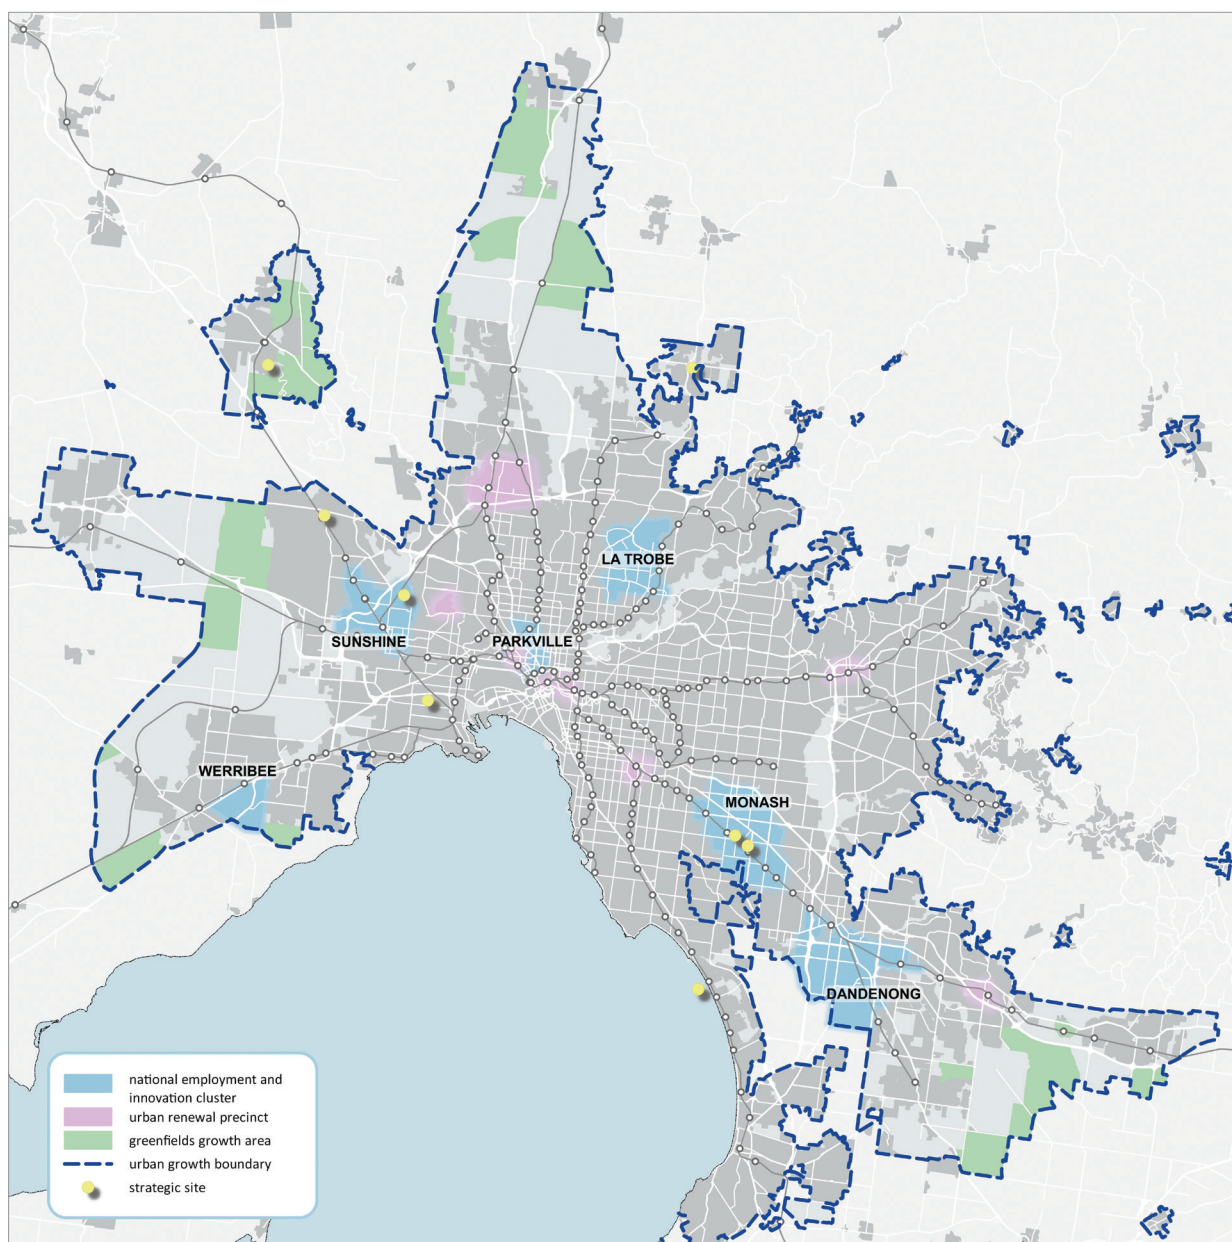 LA TROBE
SUNSHINE
PARKVILLE
WERRIBEE
MONASH
DANDENONG
national employment and
innovation cluster
urban renewal precinct
greenfields growth area
urban growth boundary
strategic site